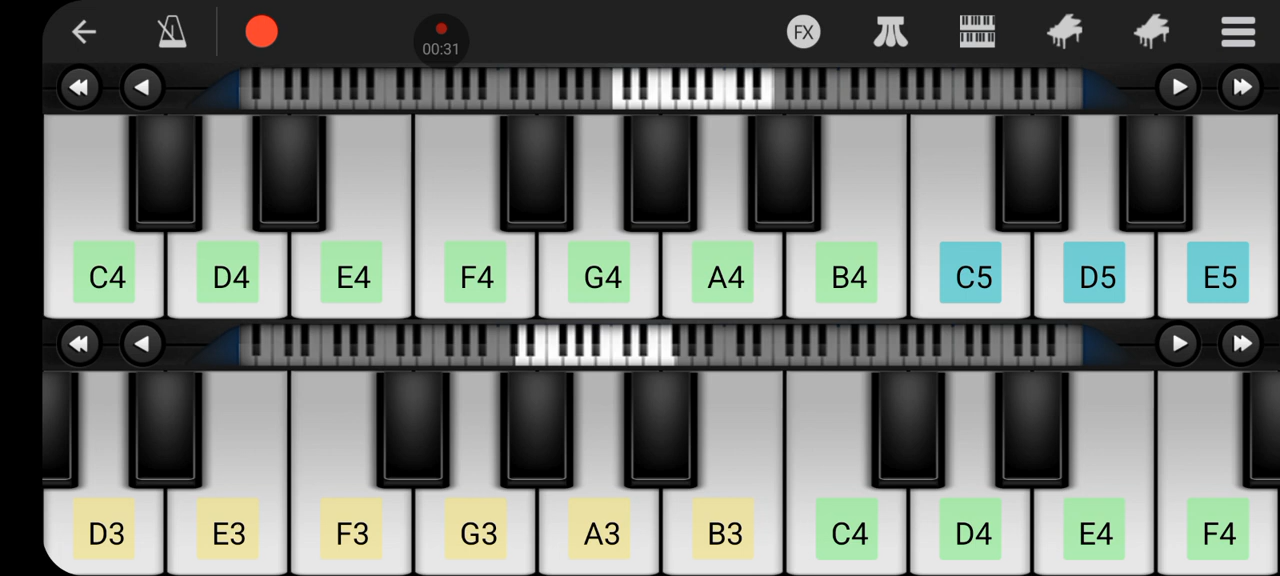 FX
00:31
C4 D4 E4 F4 G4 A4 B4 C5 D5 E5
D3 E3 F3 G3 A3 B3 C4 D4 E4 F4